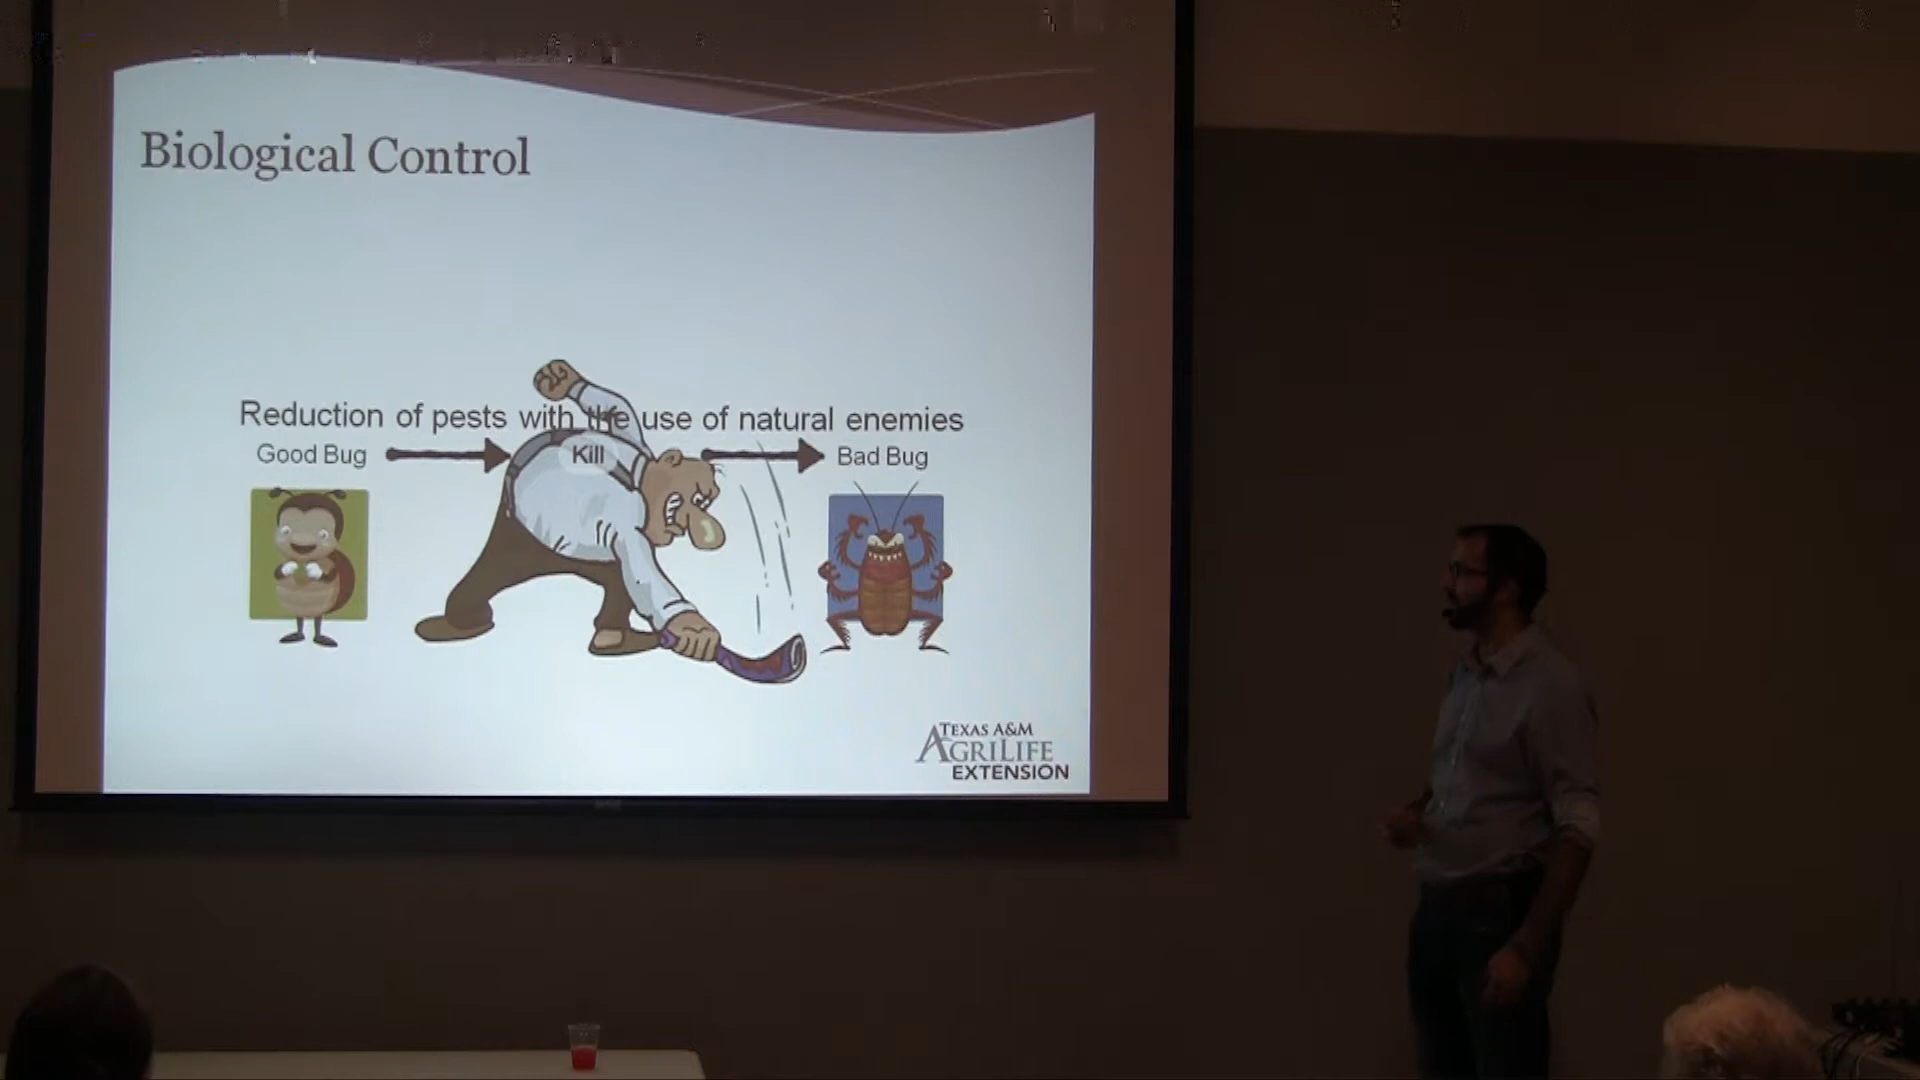 Biological Control
Reduction of pests with the use of natural enemies
Good Bug
Kill
Bad Bug
TEXAS A&M
AGRILIFE
EXTENSION